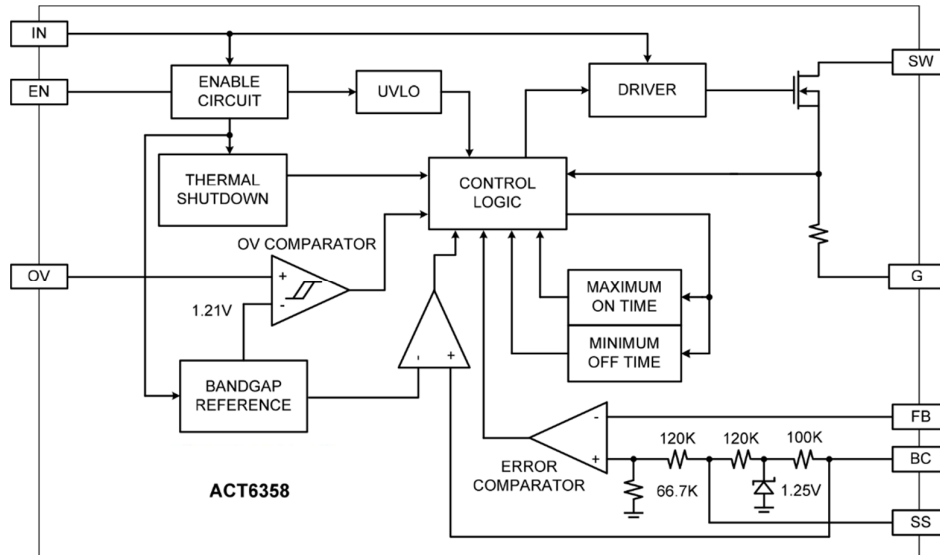 IN
SW
ENABLE
CIRCUIT
EN
UVLO
DRIVER
THERMAL
SHUTDOWN
CONTROL
LOGIC
OV COMPARATOR
OV
+
-
1.21V
G
MAXIMUM
ON TIME
MINIMUM
OFF TIME
- +
BANDGAP
REFERENCE
-
FB
120K 120K 100K
+
BC
ERROR
COMPARATOR
66.7K
1.25V
ACT6358
SS